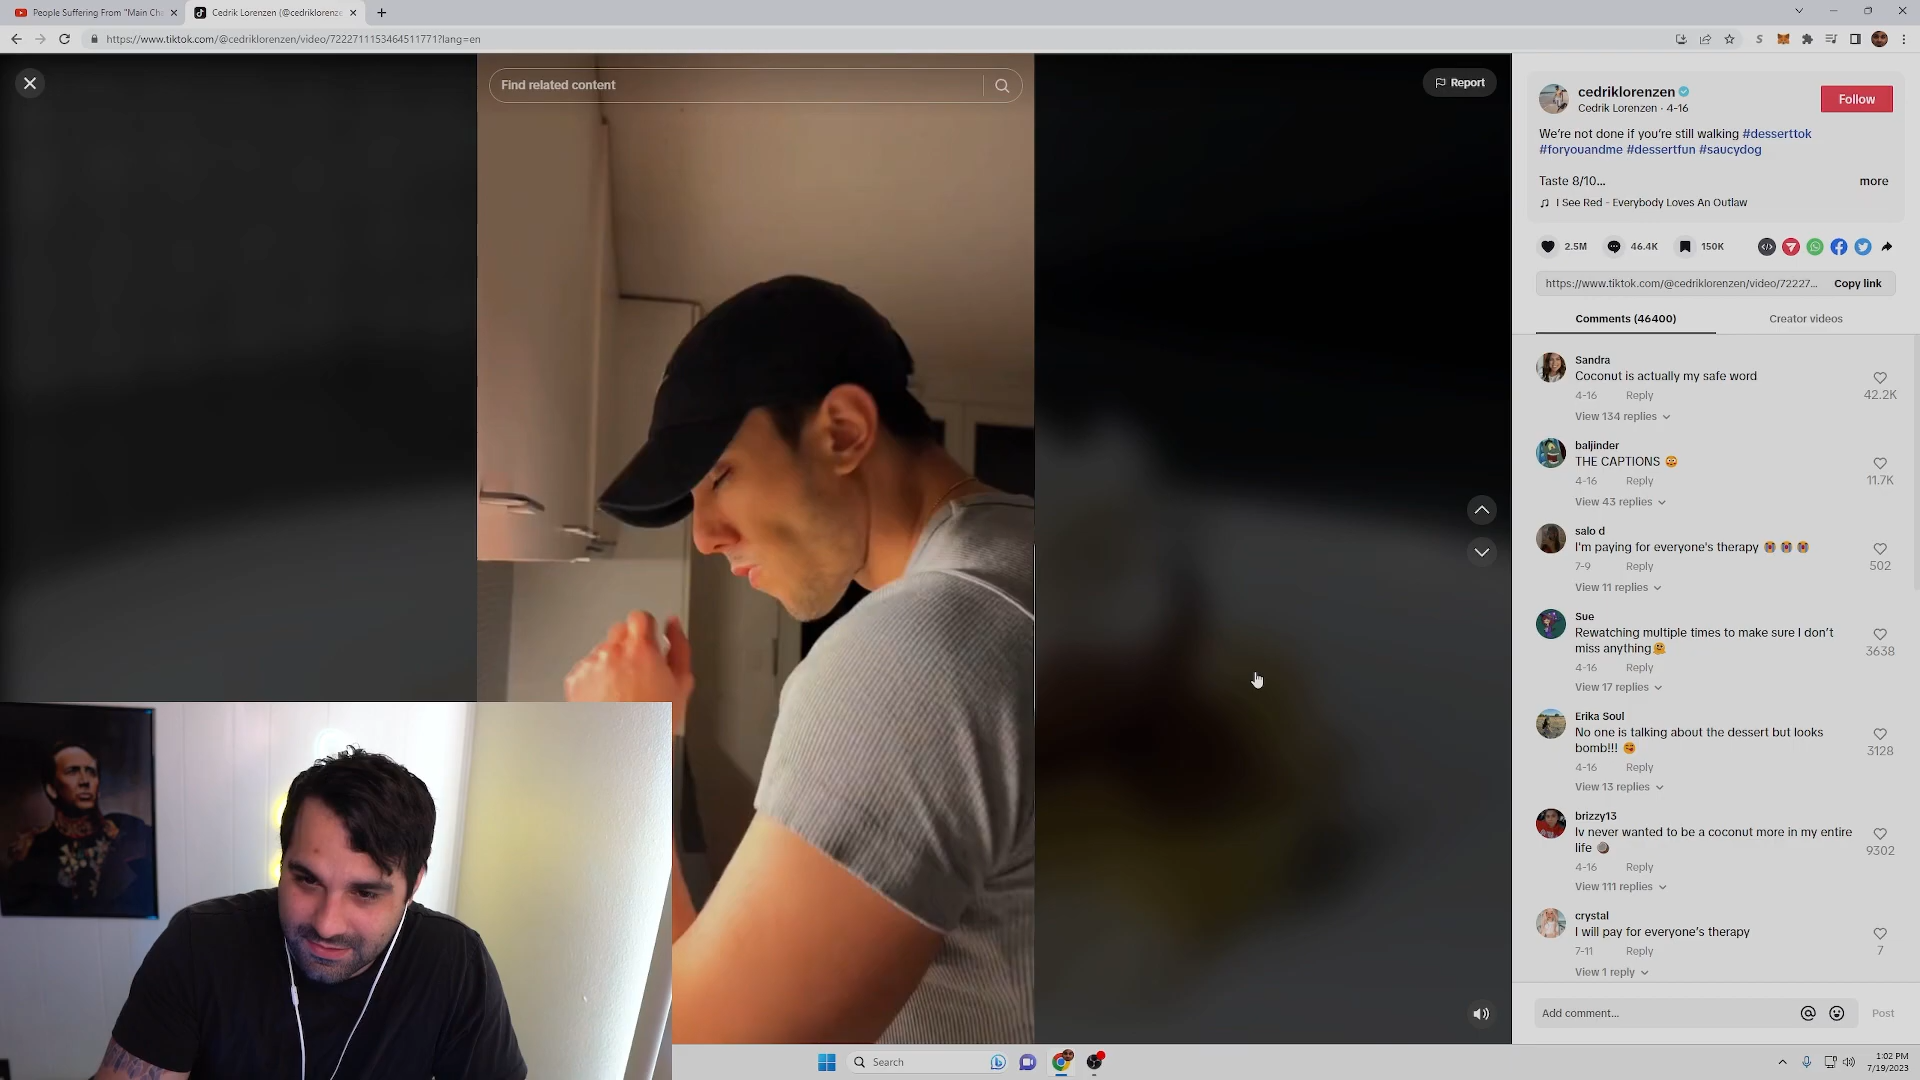 People Suffering From "Main Ch
Cedrik Lorenzen (@cedriklorenze
https://www.tiktok.com/@cedriklorenzen/video/7222711153464511771?lang=en
Find related content
Report
cedriklorenzen
Cedrik Lorenzen · 4-16
Follow
We're not done if you're still walking #desserttok
#foryouandme #dessertfun #saucydog
Taste 8/10...
more
I See Red - Everybody Loves An Outlaw
2.5M
46.4K
150K
https://www.tiktok.com/@cedriklorenzen/video/72227...
Copy link
Comments (46400)
Creator videos
Sandra
Coconut is actually my safe word
4-16 Reply
42.2K
View 134 replies
baljinder
THE CAPTIONS 😳
4-16 Reply
11.7K
View 43 replies
salo d
I'm paying for everyone's therapy 😭 😭 😭
7-9 Reply
502
View 11 replies
Sue
Rewatching multiple times to make sure I don't
miss anything🫠
4-16 Reply
3638
View 17 replies
Erika Soul
No one is talking about the dessert but looks
bomb!!! 🥰
4-16 Reply
3128
View 13 replies
brizzy13
Iv never wanted to be a coconut more in my entire
life 🥥
4-16 Reply
9302
View 111 replies
crystal
I will pay for everyone's therapy
7-11 Reply
7
View 1 reply
Add comment...
Post
Search
1:02 PM
7/19/2023